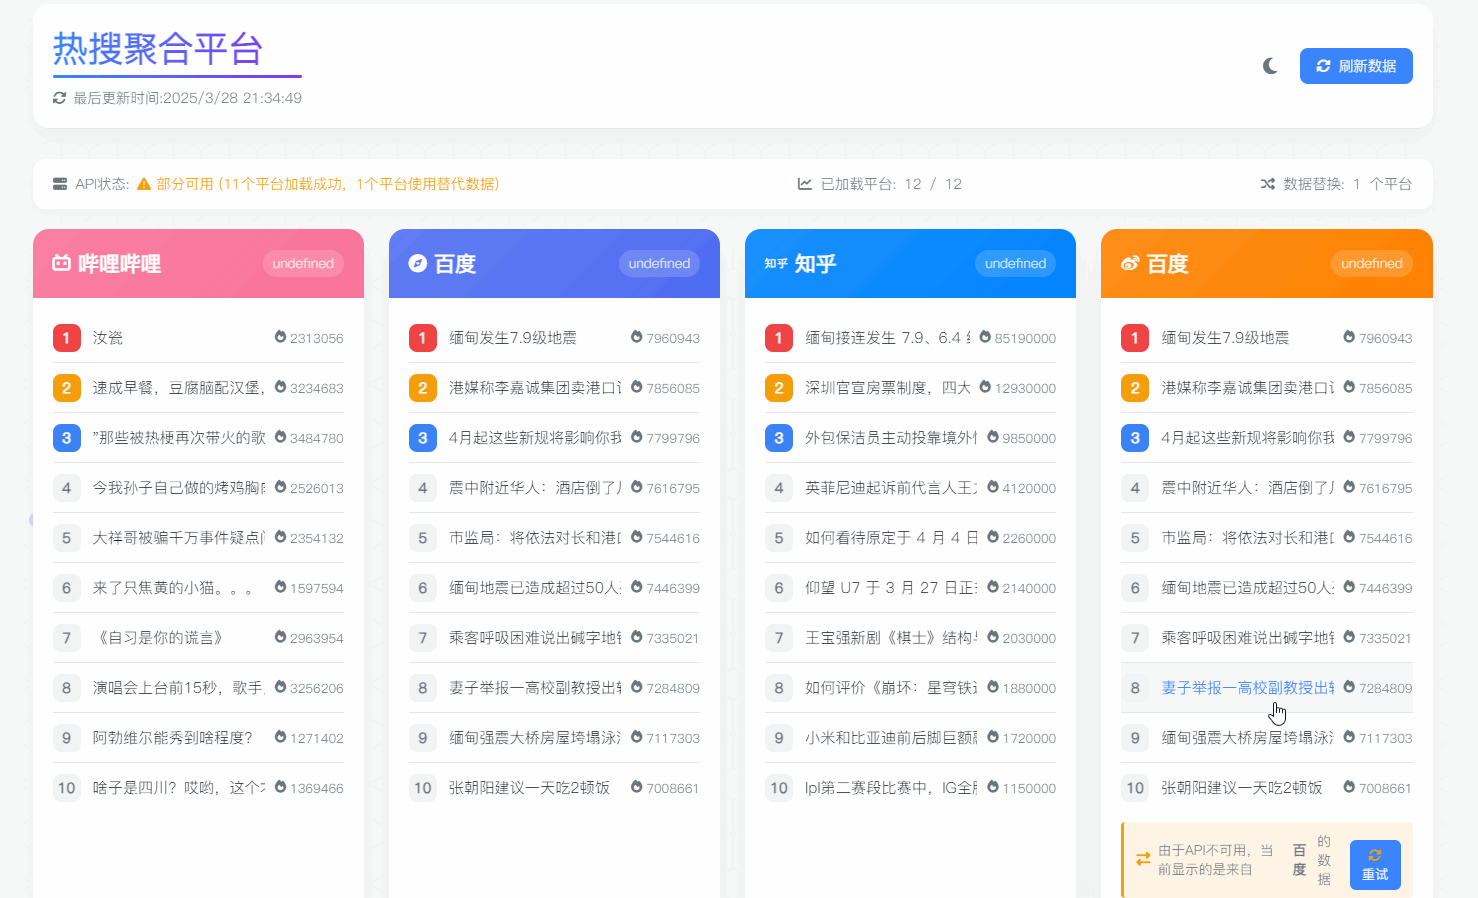 热搜聚合平台
最后更新时间:2025/3/28 21:34:49
刷新数据
API状态: 部分可用 (11个平台加载成功，1个平台使用替代数据)
已加载平台: 12 / 12
数据替换: 1 个平台
哔哩哔哩 undefined
1 汝瓷 2313056
2 速成早餐，豆腐脑配汉堡， 3234683
3 "那些被热梗再次带火的歌 3484780
4 今我孙子自己做的烤鸡胸 2526013
5 大祥哥被骗千万事件疑点 2354132
6 来了只焦黄的小猫。。。 1597594
7 《自习是你的谎言》 2963954
8 演唱会上台前15秒，歌手 3256206
9 阿勃维尔能秀到啥程度？ 1271402
10 啥子是四川？哎哟，这个 1369466
百度 undefined
1 缅甸发生7.9级地震 7960943
2 港媒称李嘉诚集团卖港口 7856085
3 4月起这些新规将影响你我 7799796
4 震中附近华人：酒店倒了 7616795
5 市监局：将依法对长和港 7544616
6 缅甸地震已造成超过50人 7446399
7 乘客呼吸困难说出碱字地 7335021
8 妻子举报一高校副教授出 7284809
9 缅甸强震大桥房屋垮塌泳 7117303
10 张朝阳建议一天吃2顿饭 7008661
知乎 知乎 undefined
1 缅甸接连发生 7.9、6.4 85190000
2 深圳官宣房票制度，四大 12930000
3 外包保洁员主动投靠境外 9850000
4 英菲尼迪起诉前代言人王 4120000
5 如何看待原定于 4 月 4 日 2260000
6 仰望 U7 于 3 月 27 日正 2140000
7 王宝强新剧《棋士》结构 2030000
8 如何评价《崩坏：星穹铁 1880000
9 小米和比亚迪前后脚巨额 1720000
10 lpl第二赛段比赛中，IG全 1150000
百度 undefined
1 缅甸发生7.9级地震 7960943
2 港媒称李嘉诚集团卖港口 7856085
3 4月起这些新规将影响你我 7799796
4 震中附近华人：酒店倒了 7616795
5 市监局：将依法对长和港 7544616
6 缅甸地震已造成超过50人 7446399
7 乘客呼吸困难说出碱字地 7335021
8 妻子举报一高校副教授出 7284809
9 缅甸强震大桥房屋垮塌泳 7117303
10 张朝阳建议一天吃2顿饭 7008661
由于API不可用，当
前显示的是来自
百
度
的
数
据
重试